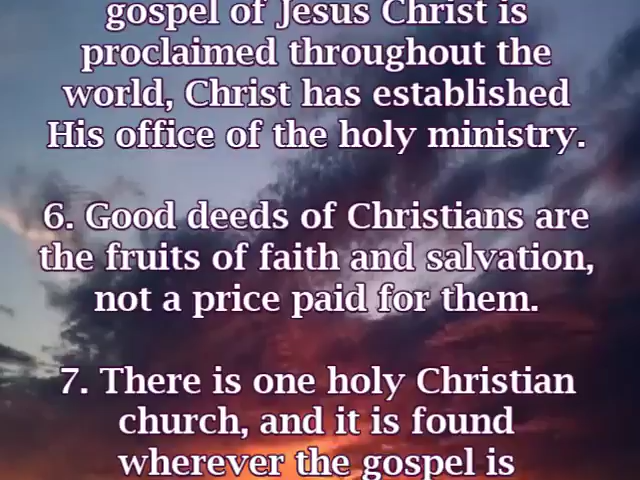 gospel of Jesus Christ is
proclaimed throughout the
world, Christ has established
His office of the holy ministry.
6. Good deeds of Christians are
the fruits of faith and salvation,
not a price paid for them.
7. There is one holy Christian
church, and it is found
wherever the gospel is